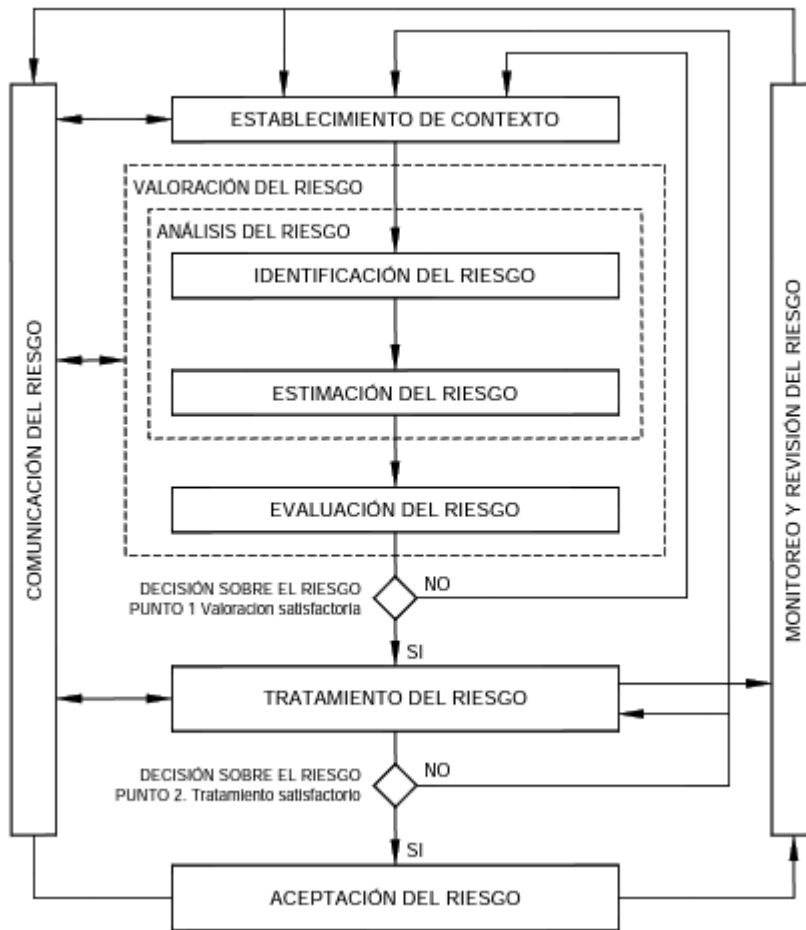 ESTABLECIMIENTO DE CONTEXTO
VALORACIÓN DEL RIESGO
ANÁLISIS DEL RIESGO
IDENTIFICACIÓN DEL RIESGO
ESTIMACIÓN DEL RIESGO
EVALUACIÓN DEL RIESGO
DECISIÓN SOBRE EL RIESGO
PUNTO 1 Valoracion satisfactoria
NO
SI
TRATAMIENTO DEL RIESGO
DECISIÓN SOBRE EL RIESGO
PUNTO 2. Tratamiento satisfactorio
NO
SI
ACEPTACIÓN DEL RIESGO
COMUNICACIÓN DEL RIESGO
MONITOREO Y REVISIÓN DEL RIESGO